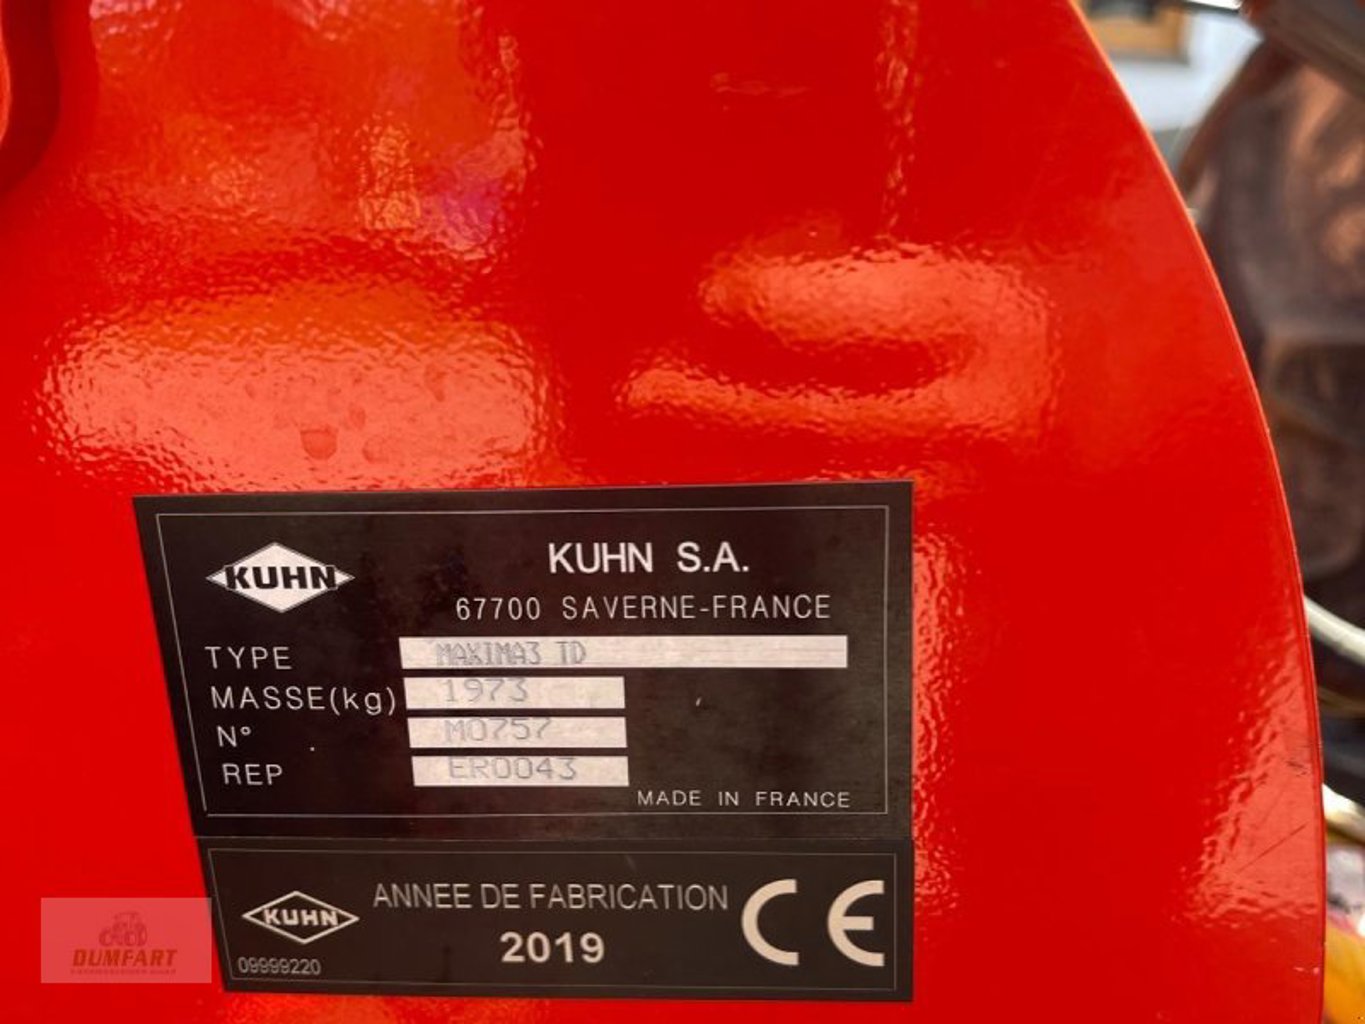 KUHN
KUHN S.A.
67700 SAVERNE-FRANCE
TYPE MAXIMA3 TD
MASSE(kg) 1973
N° M0757
REP ER0043
MADE IN FRANCE
KUHN
ANNEE DE FABRICATION
2019
CE
09999220
DUMFART